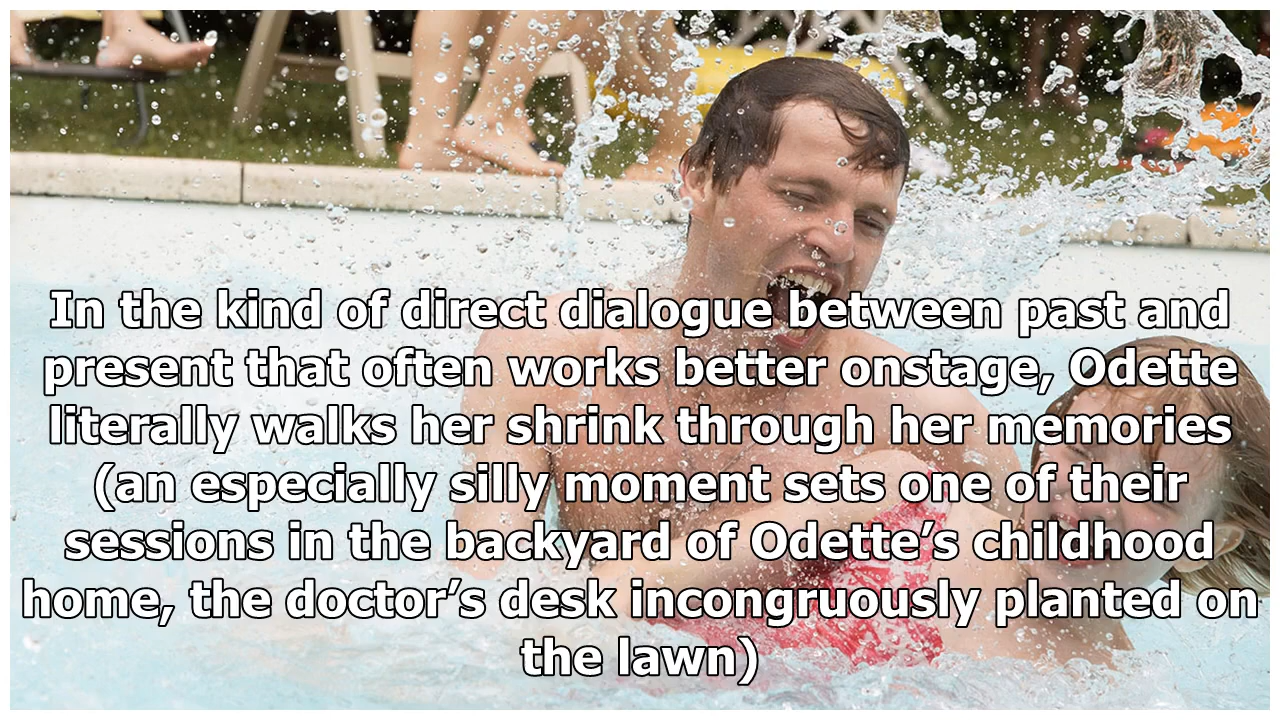 In the kind of direct dialogue between past and
present that often works better onstage, Odette
literally walks her shrink through her memories
(an especially silly moment sets one of their
sessions in the backyard of Odette’s childhood
home, the doctor’s desk incongruously planted on
the lawn)